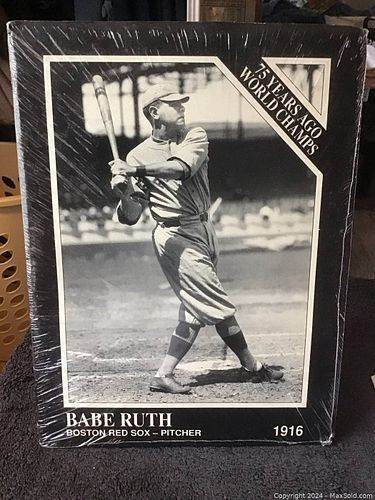 75 YEARS AGO
WORLD CHAMPS
BABE RUTH
BOSTON RED SOX – PITCHER
1916
Copyright © 2024 - MaxSold.com